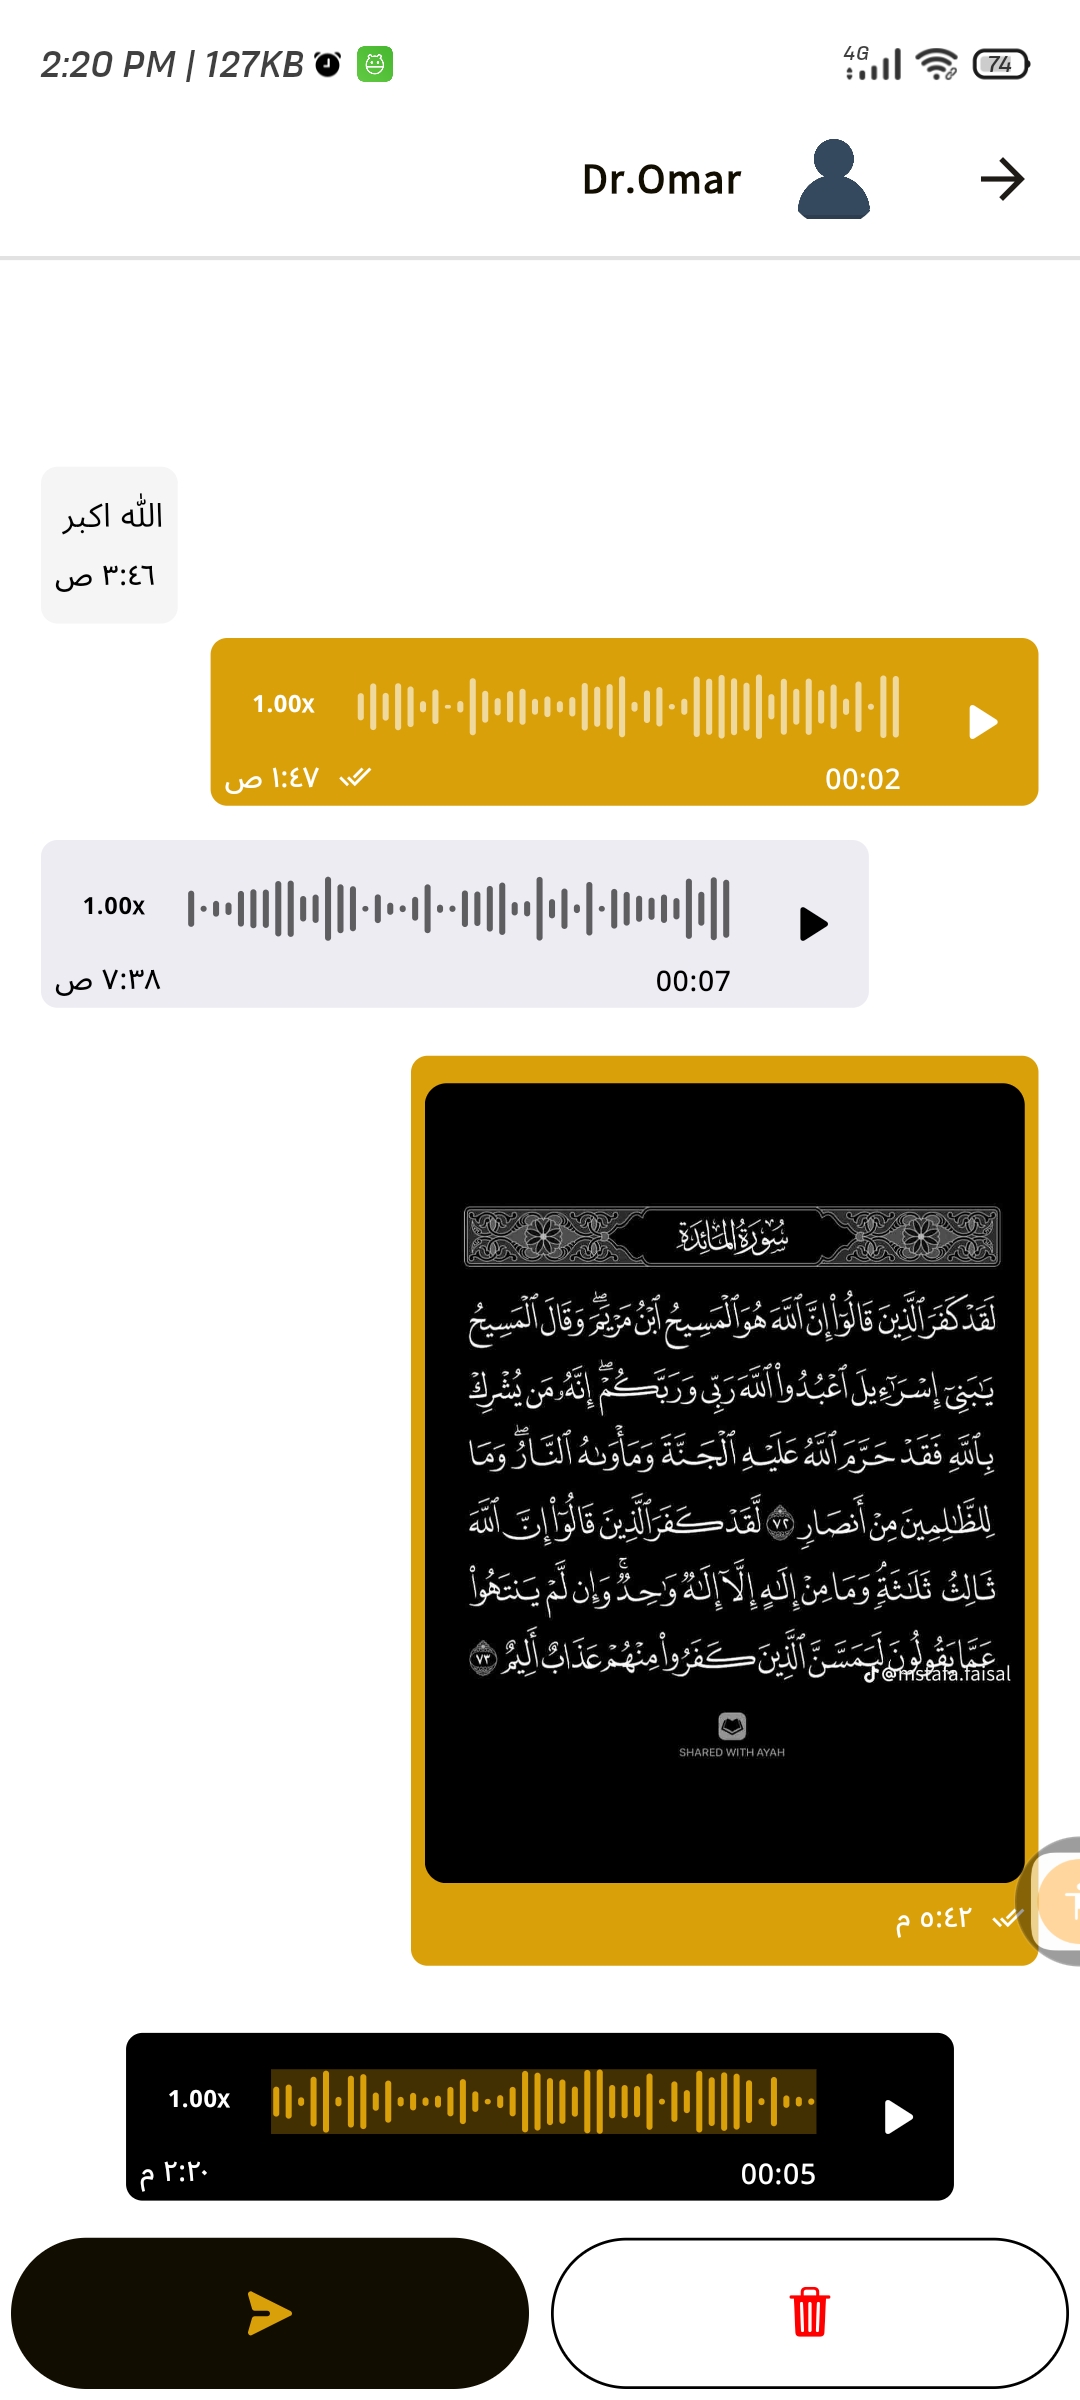 2:20 PM | 127KB
4G
74
Dr.Omar
الله اكبر
٣:٤٦ ص
1.00x
١:٤٧ ص
00:02
1.00x
٧:٣٨ ص
00:07
سُورَةُ المَائِدَةِ
لَقَدْ كَفَرَ ٱلَّذِينَ قَالُوٓا۟ إِنَّ ٱللَّهَ هُوَ ٱلْمَسِيحُ ٱبْنُ مَرْيَمَ ۖ وَقَالَ ٱلْمَسِيحُ
يَـٰبَنِىٓ إِسْرَٰٓءِيلَ ٱعْبُدُوا۟ ٱللَّهَ رَبِّى وَرَبَّكُمْ ۖ إِنَّهُۥ مَن يُشْرِكْ
بِٱللَّهِ فَقَدْ حَرَّمَ ٱللَّهُ عَلَيْهِ ٱلْجَنَّةَ وَمَأْوَىٰهُ ٱلنَّارُ ۖ وَمَا
لِلظَّـٰلِمِينَ مِنْ أَنصَارٍ ٧٢ لَّقَدْ كَفَرَ ٱلَّذِينَ قَالُوٓا۟ إِنَّ ٱللَّهَ
ثَالِثُ ثَلَـٰثَةٍ ۘ وَمَا مِنْ إِلَـٰهٍ إِلَّآ إِلَـٰهٌ وَٰحِدٌ ۚ وَإِن لَّمْ يَنتَهُوا۟
عَمَّا يَقُولُونَ لَيَمَسَّنَّ ٱلَّذِينَ كَفَرُوا۟ مِنْهُمْ عَذَابٌ أَلِيمٌ ٧٣
@mstafa.faisal
SHARED WITH AYAH
٥:٤٢ م
1.00x
٢:٢٠ م
00:05